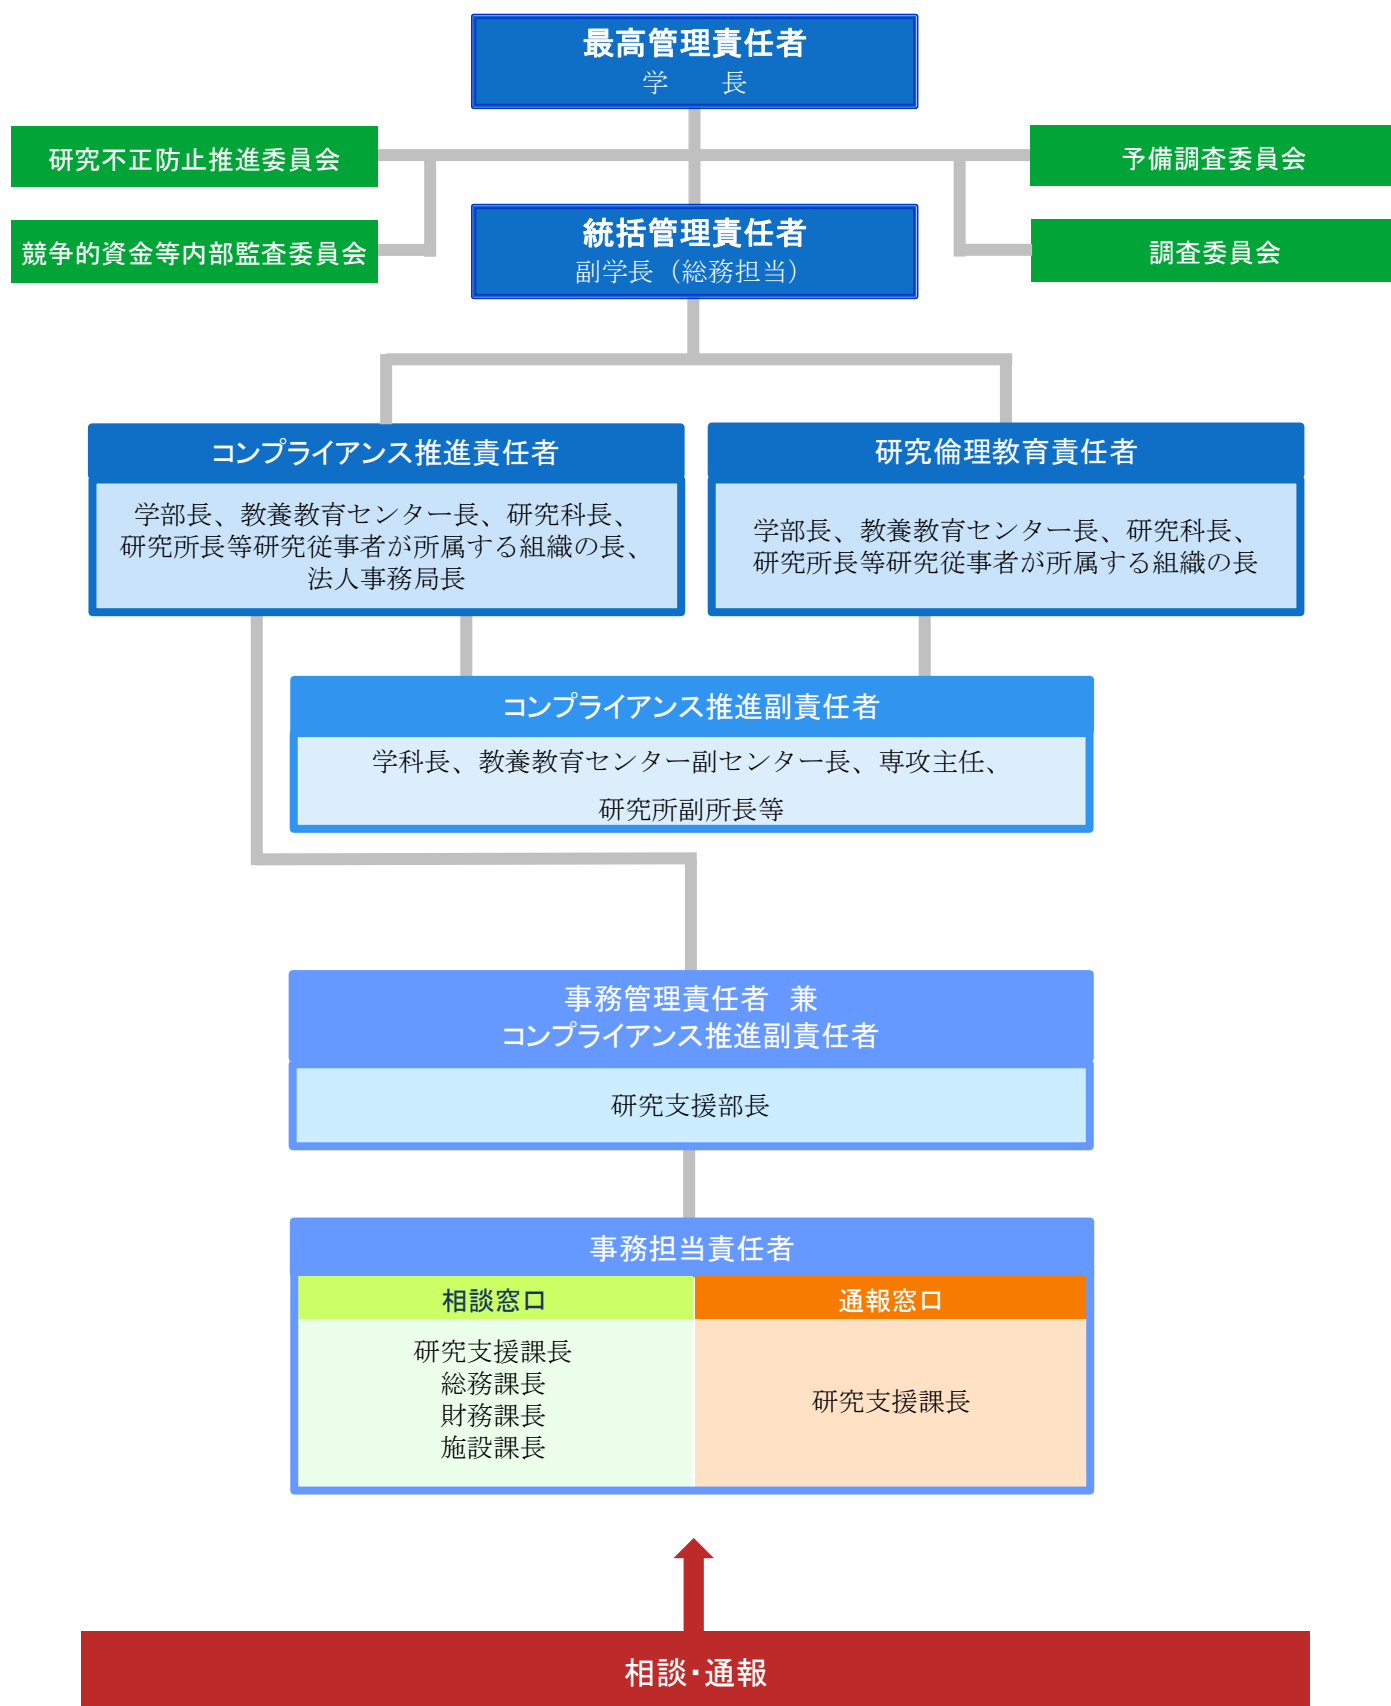 最高管理責任者
学　　長
研究不正防止推進委員会
予備調査委員会
競争的資金等内部監査委員会
統括管理責任者
副学長（総務担当）
調査委員会
コンプライアンス推進責任者
学部長、教養教育センター長、研究科長、
研究所長等研究従事者が所属する組織の長、
法人事務局長
研究倫理教育責任者
学部長、教養教育センター長、研究科長、
研究所長等研究従事者が所属する組織の長
コンプライアンス推進副責任者
学科長、教養教育センター副センター長、専攻主任、
研究所副所長等
事務管理責任者　兼
コンプライアンス推進副責任者
研究支援部長
事務担当責任者
相談窓口
研究支援課長
総務課長
財務課長
施設課長
通報窓口
研究支援課長
相談・通報